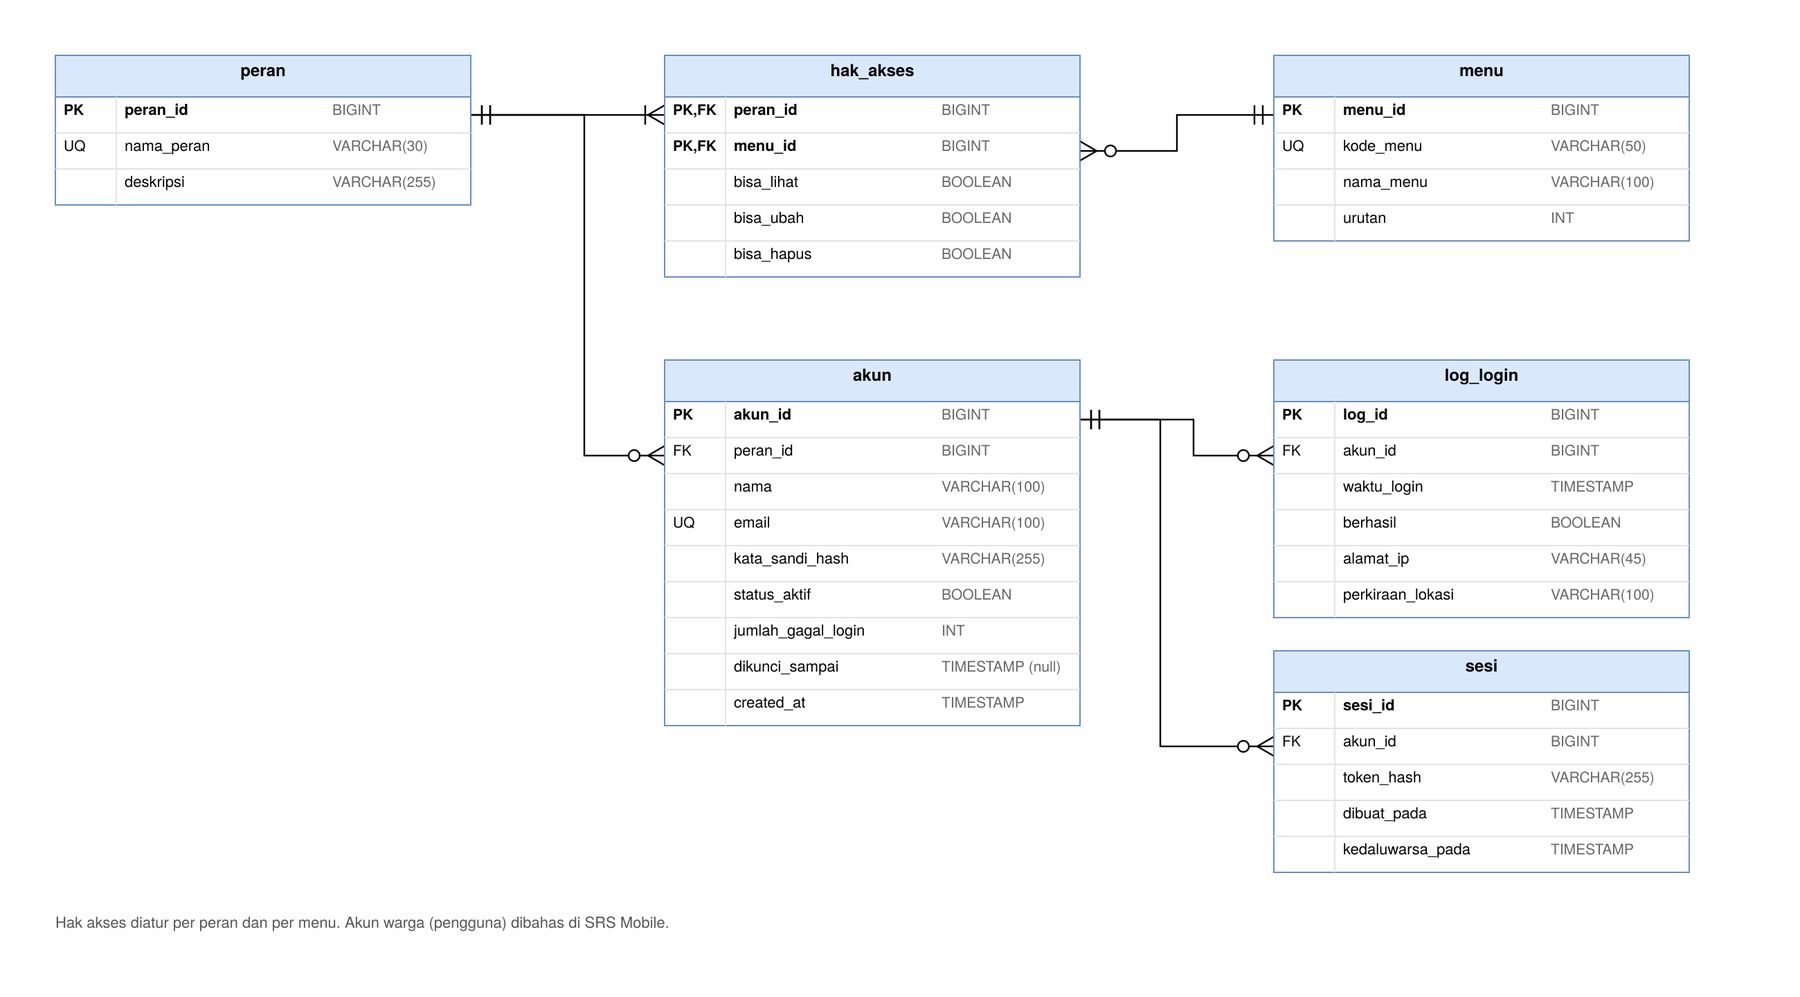 peran
PK peran_id BIGINT
UQ nama_peran VARCHAR(30)
deskripsi VARCHAR(255)
hak_akses
PK,FK peran_id BIGINT
PK,FK menu_id BIGINT
bisa_lihat BOOLEAN
bisa_ubah BOOLEAN
bisa_hapus BOOLEAN
menu
PK menu_id BIGINT
UQ kode_menu VARCHAR(50)
nama_menu VARCHAR(100)
urutan INT
akun
PK akun_id BIGINT
FK peran_id BIGINT
nama VARCHAR(100)
UQ email VARCHAR(100)
kata_sandi_hash VARCHAR(255)
status_aktif BOOLEAN
jumlah_gagal_login INT
dikunci_sampai TIMESTAMP (null)
created_at TIMESTAMP
log_login
PK log_id BIGINT
FK akun_id BIGINT
waktu_login TIMESTAMP
berhasil BOOLEAN
alamat_ip VARCHAR(45)
perkiraan_lokasi VARCHAR(100)
sesi
PK sesi_id BIGINT
FK akun_id BIGINT
token_hash VARCHAR(255)
dibuat_pada TIMESTAMP
kedaluwarsa_pada TIMESTAMP
Hak akses diatur per peran dan per menu. Akun warga (pengguna) dibahas di SRS Mobile.